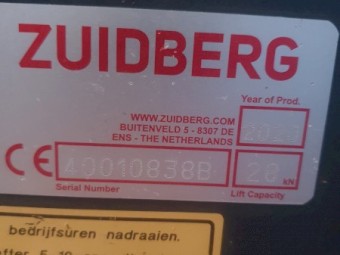 ZUIDBERG
Year of Prod.
WWW.ZUIDBERG.COM
BUITENVELD 5 - 8307 DE
ENS - THE NETHERLANDS
CE 40010838B 20 kN
Serial Number Lift Capacity
bedrijfsuren nadraaien.